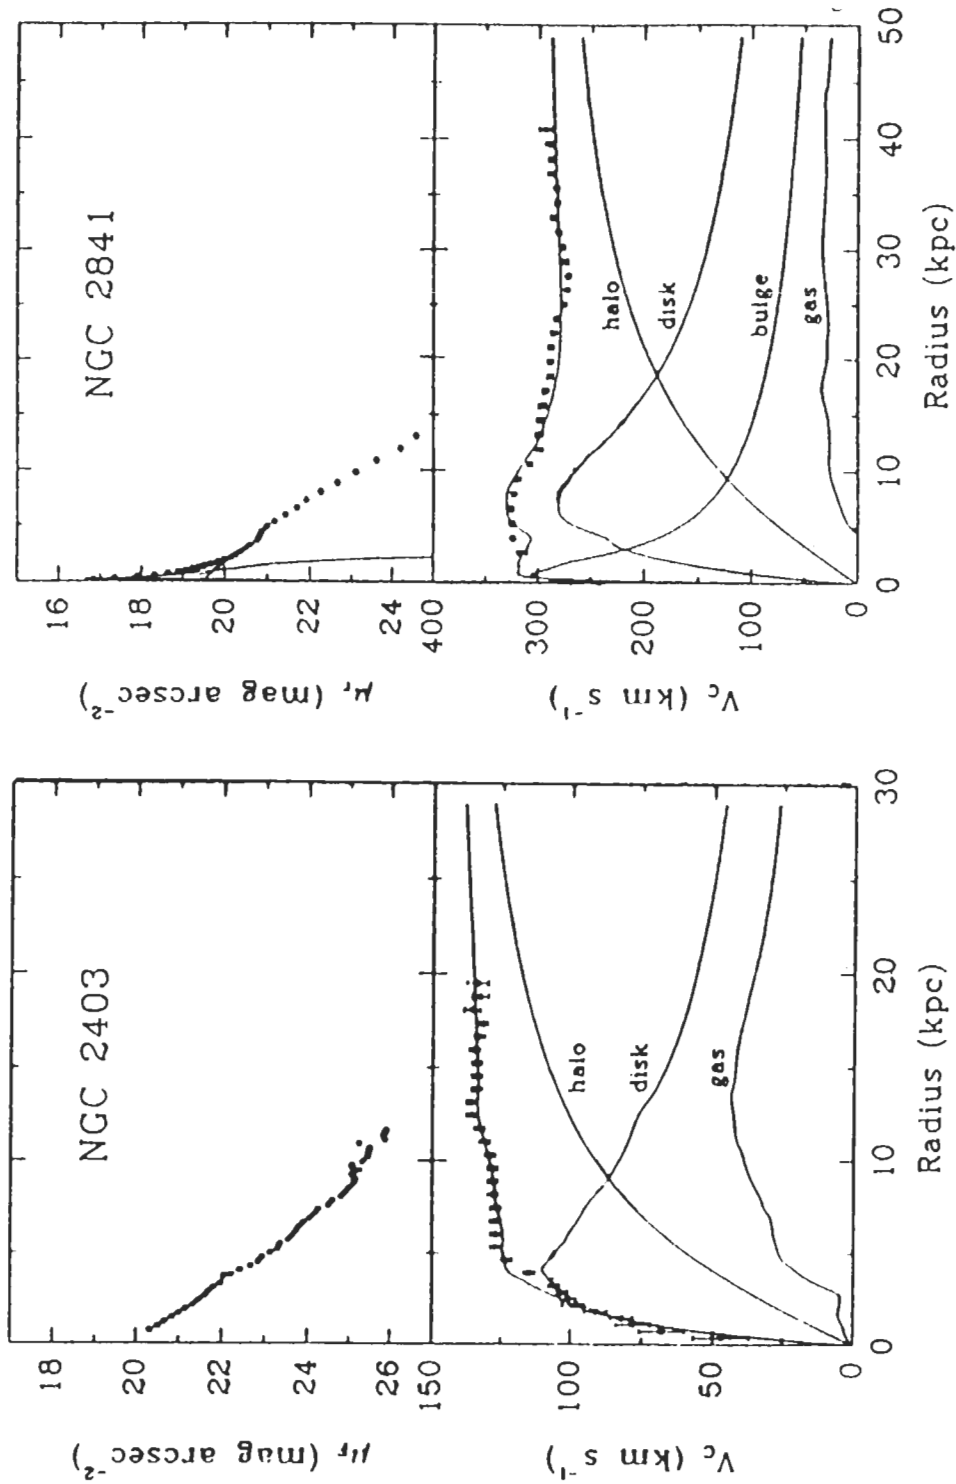 NGC 2403
μr (mag arcsec⁻²)
18
20
22
24
26
150
100
50
0
Vc (km s⁻¹)
halo
disk
gas
0
10
20
30
Radius (kpc)
NGC 2841
μr (mag arcsec⁻²)
16
18
20
22
24
400
300
200
100
0
Vc (km s⁻¹)
halo
disk
bulge
gas
0
10
20
30
40
50
Radius (kpc)